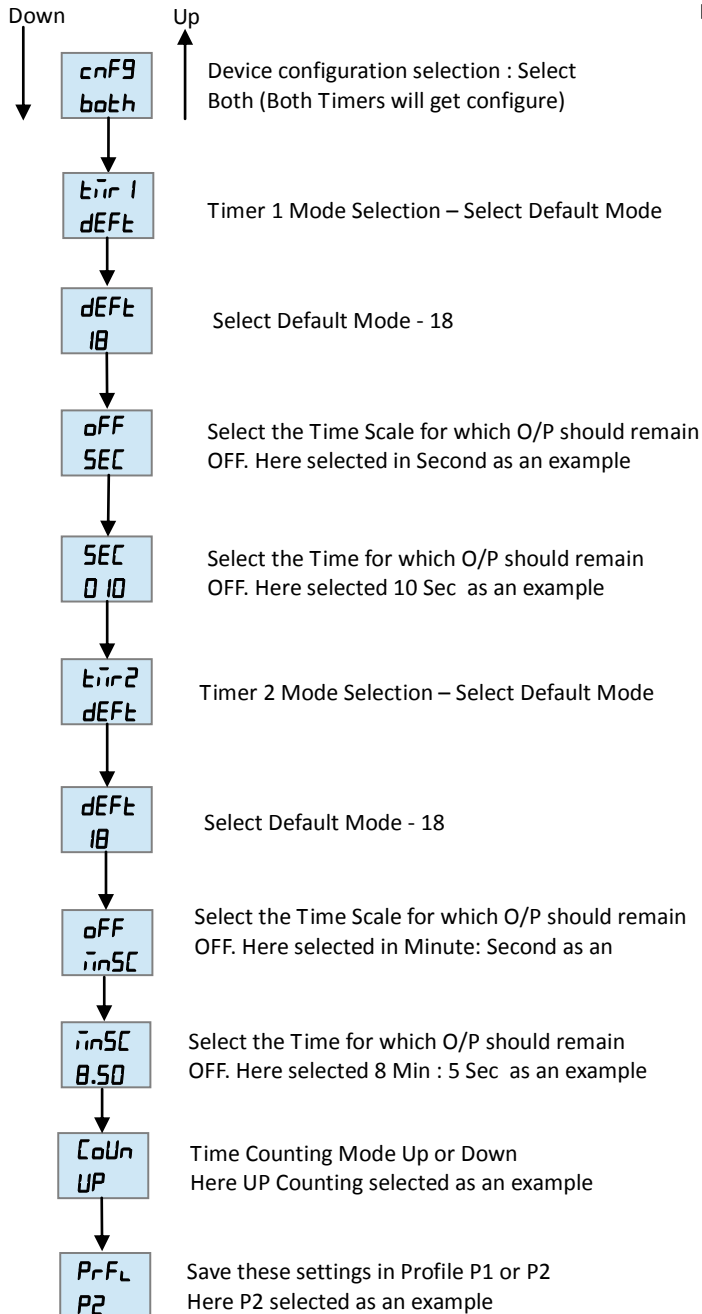 Down
Up
cnFg
both
Device configuration selection : Select
Both (Both Timers will get configure)
tmr 1
dEFt
Timer 1 Mode Selection – Select Default Mode
dEFt
18
Select Default Mode - 18
oFF
SEC
Select the Time Scale for which O/P should remain
OFF. Here selected in Second as an example
SEC
010
Select the Time for which O/P should remain
OFF. Here selected 10 Sec as an example
tmr2
dEFt
Timer 2 Mode Selection – Select Default Mode
dEFt
18
Select Default Mode - 18
oFF
mnSC
Select the Time Scale for which O/P should remain
OFF. Here selected in Minute: Second as an
mnSC
8.50
Select the Time for which O/P should remain
OFF. Here selected 8 Min : 5 Sec as an example
CoUn
UP
Time Counting Mode Up or Down
Here UP Counting selected as an example
PrFL
P2
Save these settings in Profile P1 or P2
Here P2 selected as an example